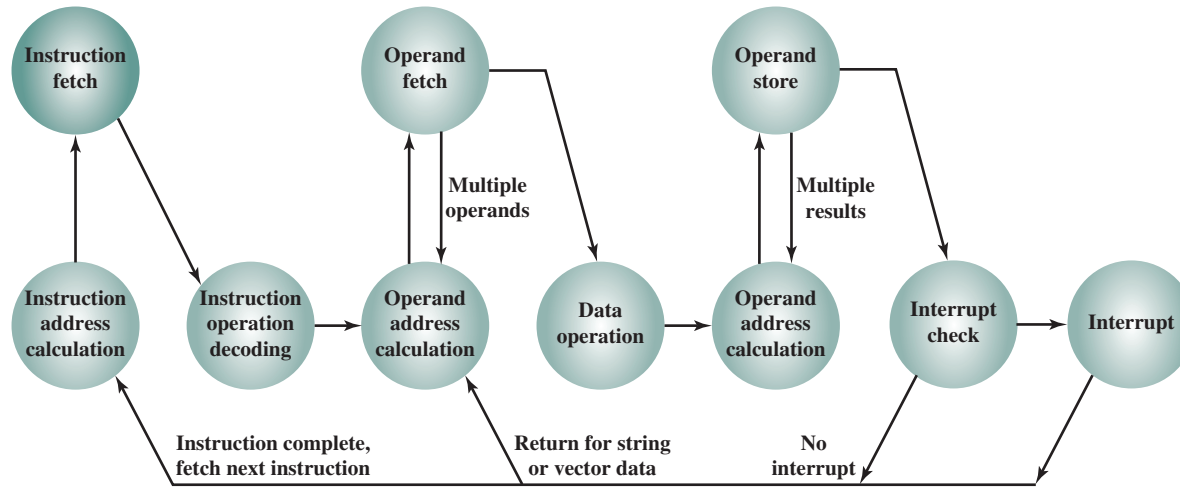 Instruction
fetch
Operand
fetch
Operand
store
Multiple
operands
Multiple
results
Instruction
address
calculation
Instruction
operation
decoding
Operand
address
calculation
Data
operation
Operand
address
calculation
Interrupt
check
Interrupt
Instruction complete,
fetch next instruction
Return for string
or vector data
No
interrupt